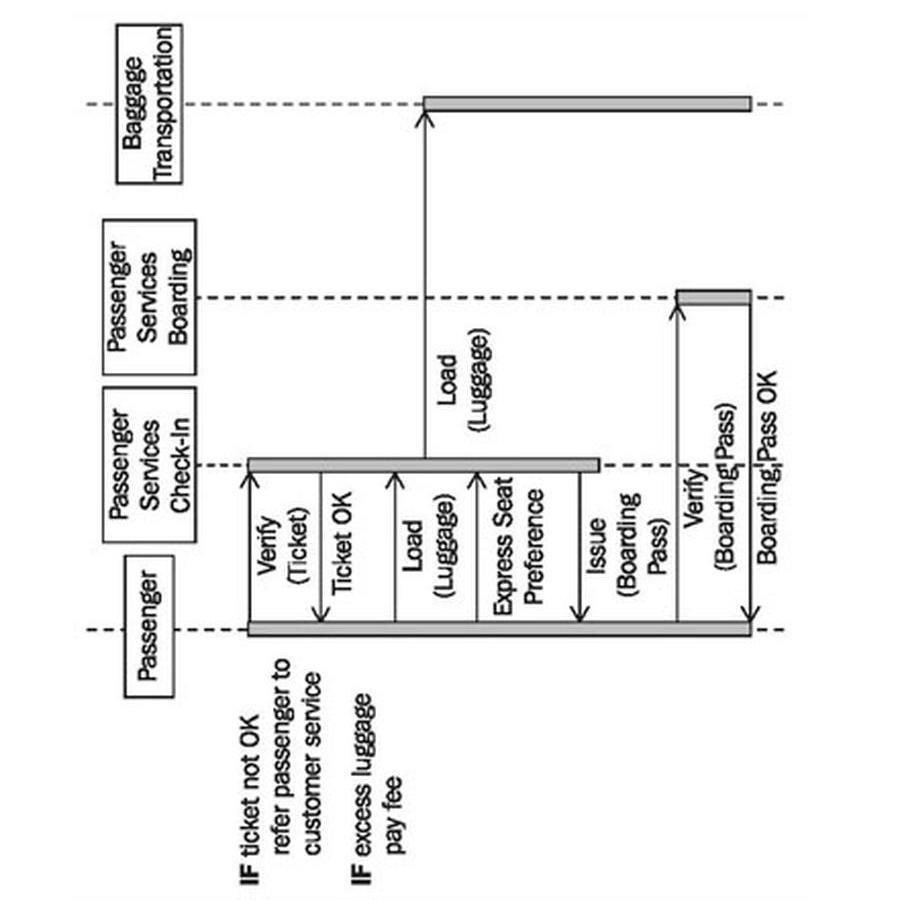 Passenger
Passenger
Services
Check-In
Passenger
Services
Boarding
Baggage
Transportation
IF ticket not OK
refer passenger to
customer service
IF excess luggage
pay fee
Verify
(Ticket)
Ticket OK
Load
(Luggage)
Load
(Luggage)
Express Seat
Preference
Issue
(Boarding
Pass)
Verify
(Boarding Pass)
Boarding Pass OK